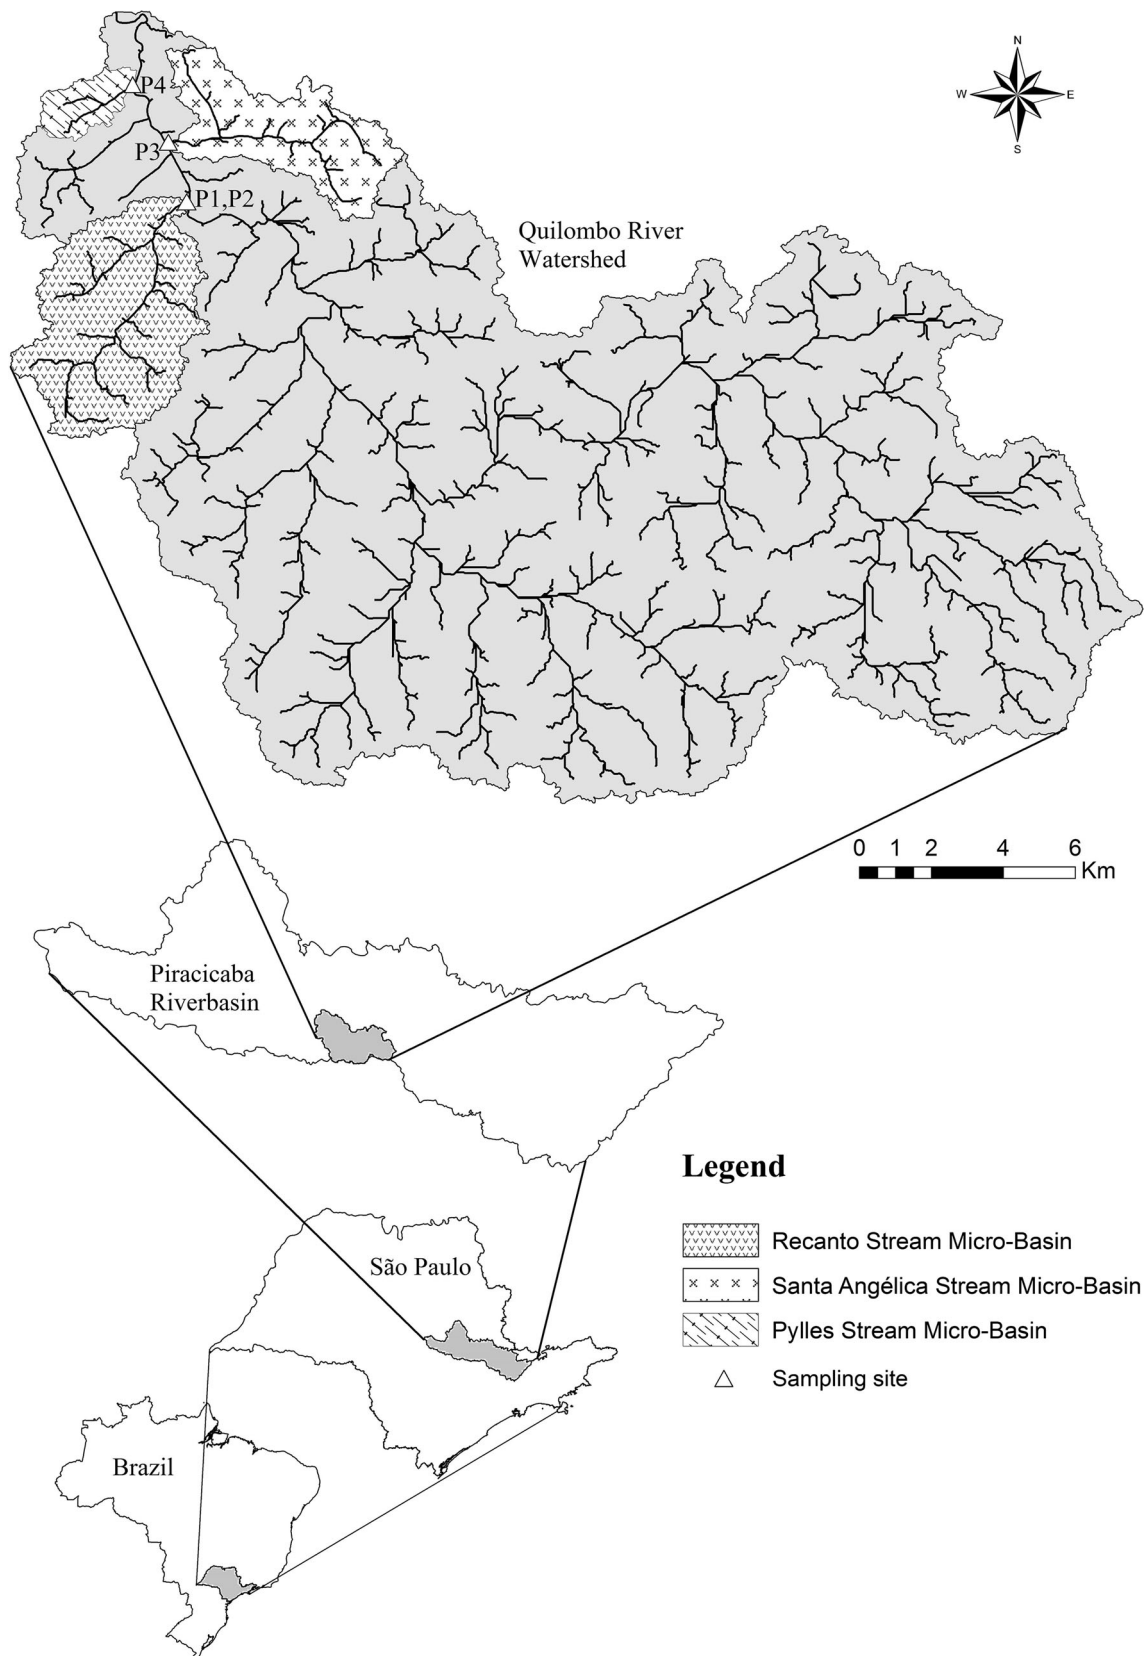 N
W
E
S
P4
P3
P1,P2
Quilombo River
Watershed
0 1 2 4 6
Km
Piracicaba
Riverbasin
Legend
Recanto Stream Micro-Basin
Santa Angélica Stream Micro-Basin
Pylles Stream Micro-Basin
Sampling site
São Paulo
Brazil